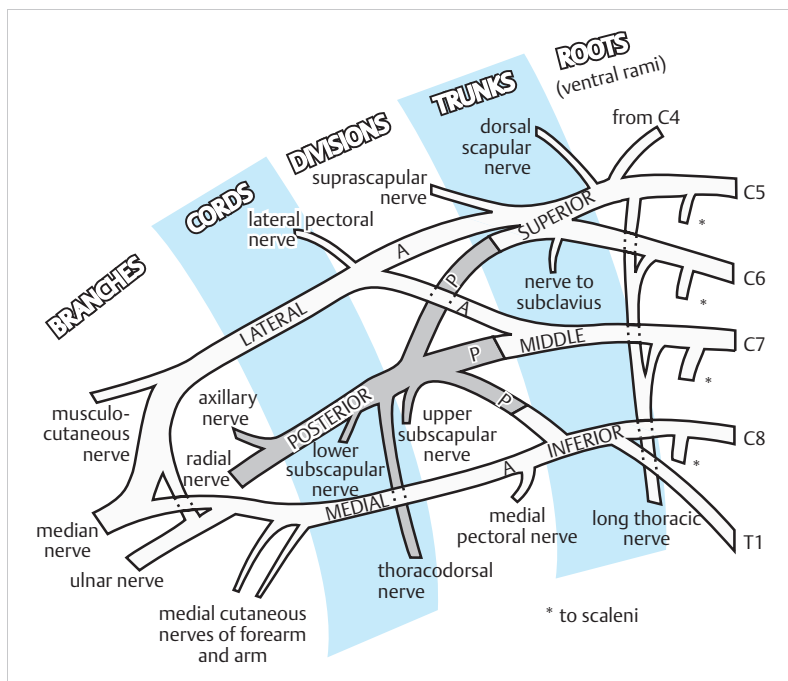 ROOTS
(ventral rami)
TRUNKS
DIVISIONS
CORDS
BRANCHES
from C4
dorsal
scapular
nerve
suprascapular
nerve
lateral pectoral
nerve
C5
*
SUPERIOR
A
P
nerve to
subclavius
C6
*
LATERAL
A
MIDDLE
P
C7
*
musculo-
cutaneous
nerve
axillary
nerve
POSTERIOR
P
upper
subscapular
nerve
radial
nerve
lower
subscapular
nerve
C8
*
INFERIOR
A
MEDIAL
medial
pectoral nerve
long thoracic
nerve
T1
median
nerve
ulnar nerve
thoracodorsal
nerve
medial cutaneous
nerves of forearm
and arm
* to scaleni